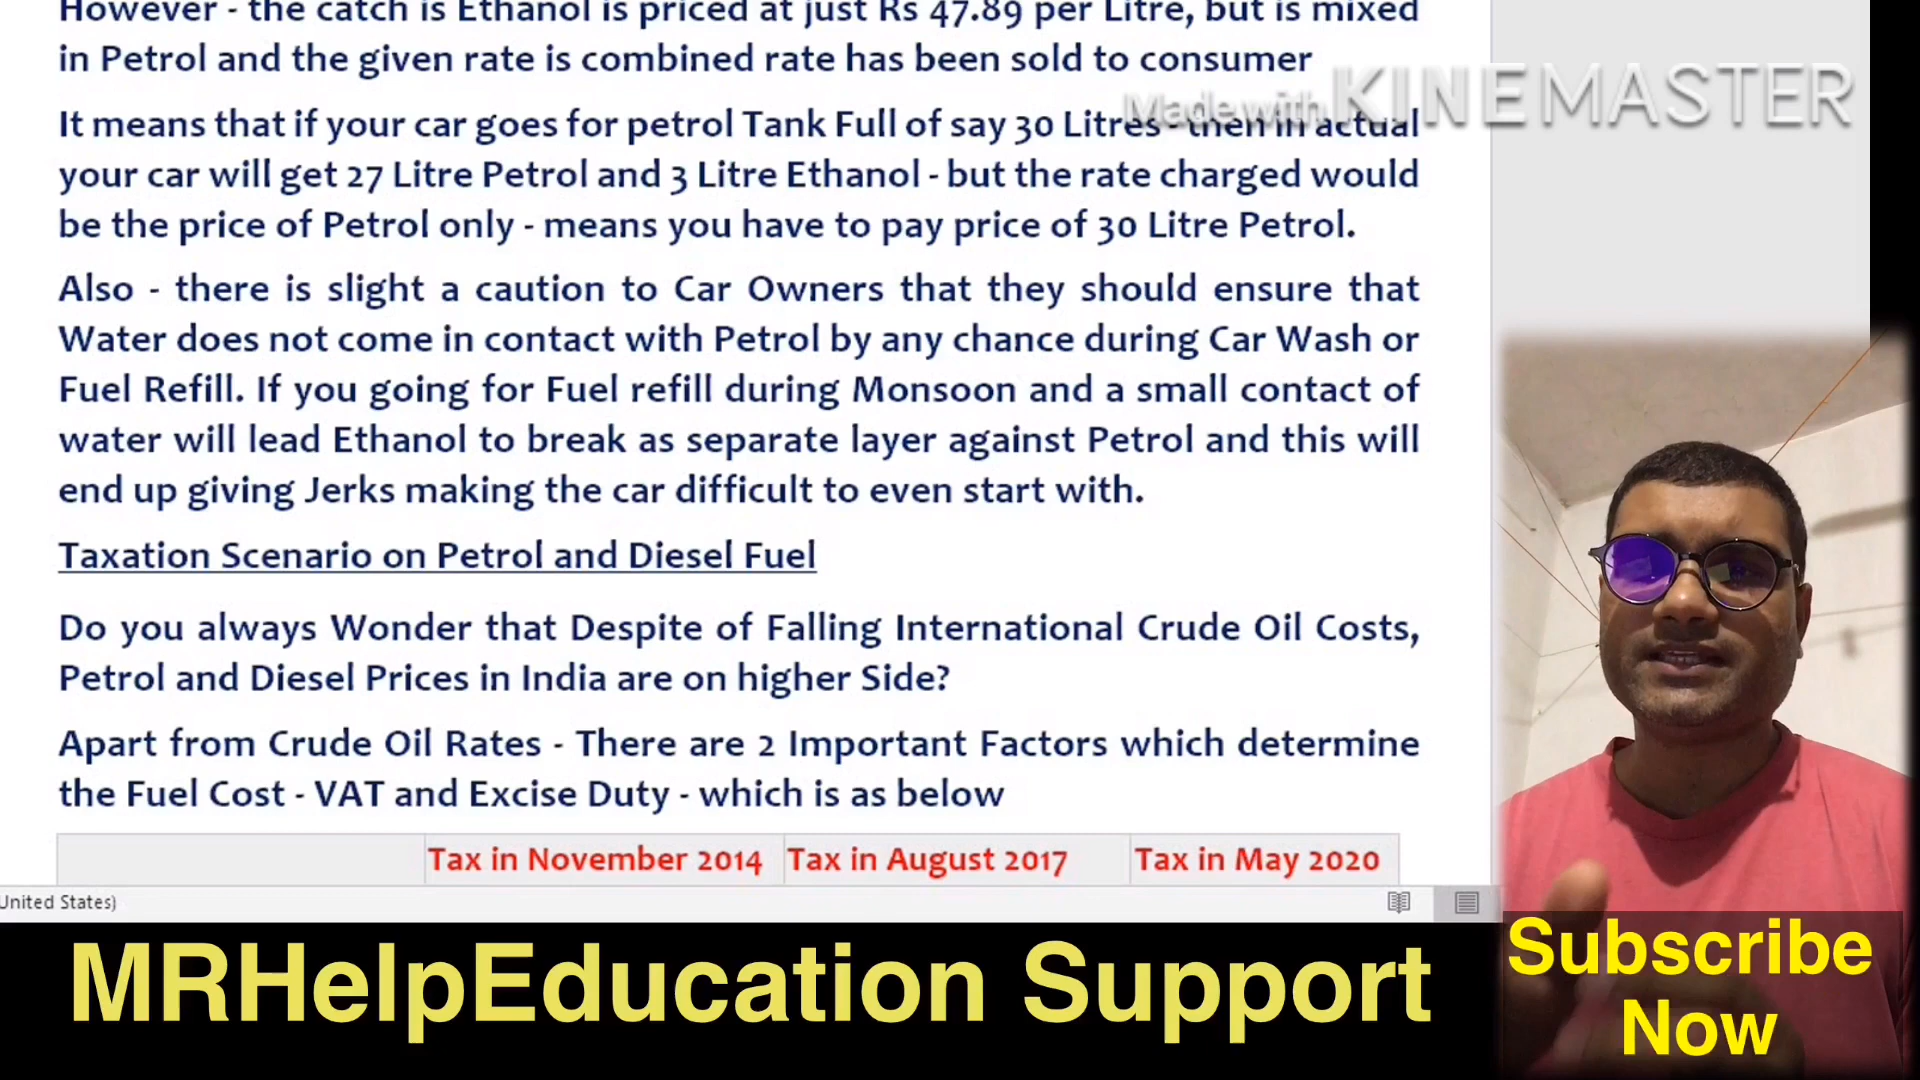 However - the catch is Ethanol is priced at just Rs 47.89 per Litre, but is mixed
in Petrol and the given rate is combined rate has been sold to consumer
Made with KINEMASTER
It means that if your car goes for petrol Tank Full of say 30 Litres - then in actual
your car will get 27 Litre Petrol and 3 Litre Ethanol - but the rate charged would
be the price of Petrol only - means you have to pay price of 30 Litre Petrol.
Also - there is slight a caution to Car Owners that they should ensure that
Water does not come in contact with Petrol by any chance during Car Wash or
Fuel Refill. If you going for Fuel refill during Monsoon and a small contact of
water will lead Ethanol to break as separate layer against Petrol and this will
end up giving Jerks making the car difficult to even start with.
Taxation Scenario on Petrol and Diesel Fuel
Do you always Wonder that Despite of Falling International Crude Oil Costs,
Petrol and Diesel Prices in India are on higher Side?
Apart from Crude Oil Rates - There are 2 Important Factors which determine
the Fuel Cost - VAT and Excise Duty - which is as below
Tax in November 2014 Tax in August 2017 Tax in May 2020
United States)
MRHelpEducation Support
Subscribe
Now